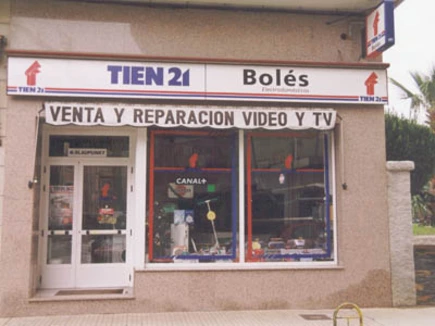 TIEN 21
TIEN 21 Bolés
Electrodomésticos
TIEN 21
VENTA Y REPARACION VIDEO Y TV
BLAUPUNKT
CANAL+